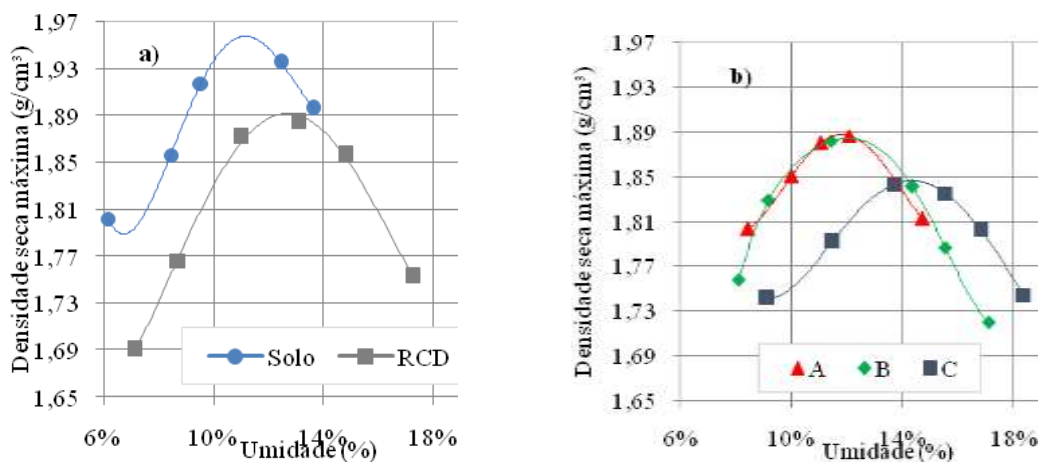 a)
Densidade seca máxima (g/cm³)
1,97
1,93
1,89
1,85
1,81
1,77
1,73
1,69
1,65
Solo RCD
6% 10% 14% 18%
Umidade (%)
b)
Densidade seca máxima (g/cm³)
1,97
1,93
1,89
1,85
1,81
1,77
1,73
1,69
1,65
A B C
6% 10% 14% 18%
Umidade (%)